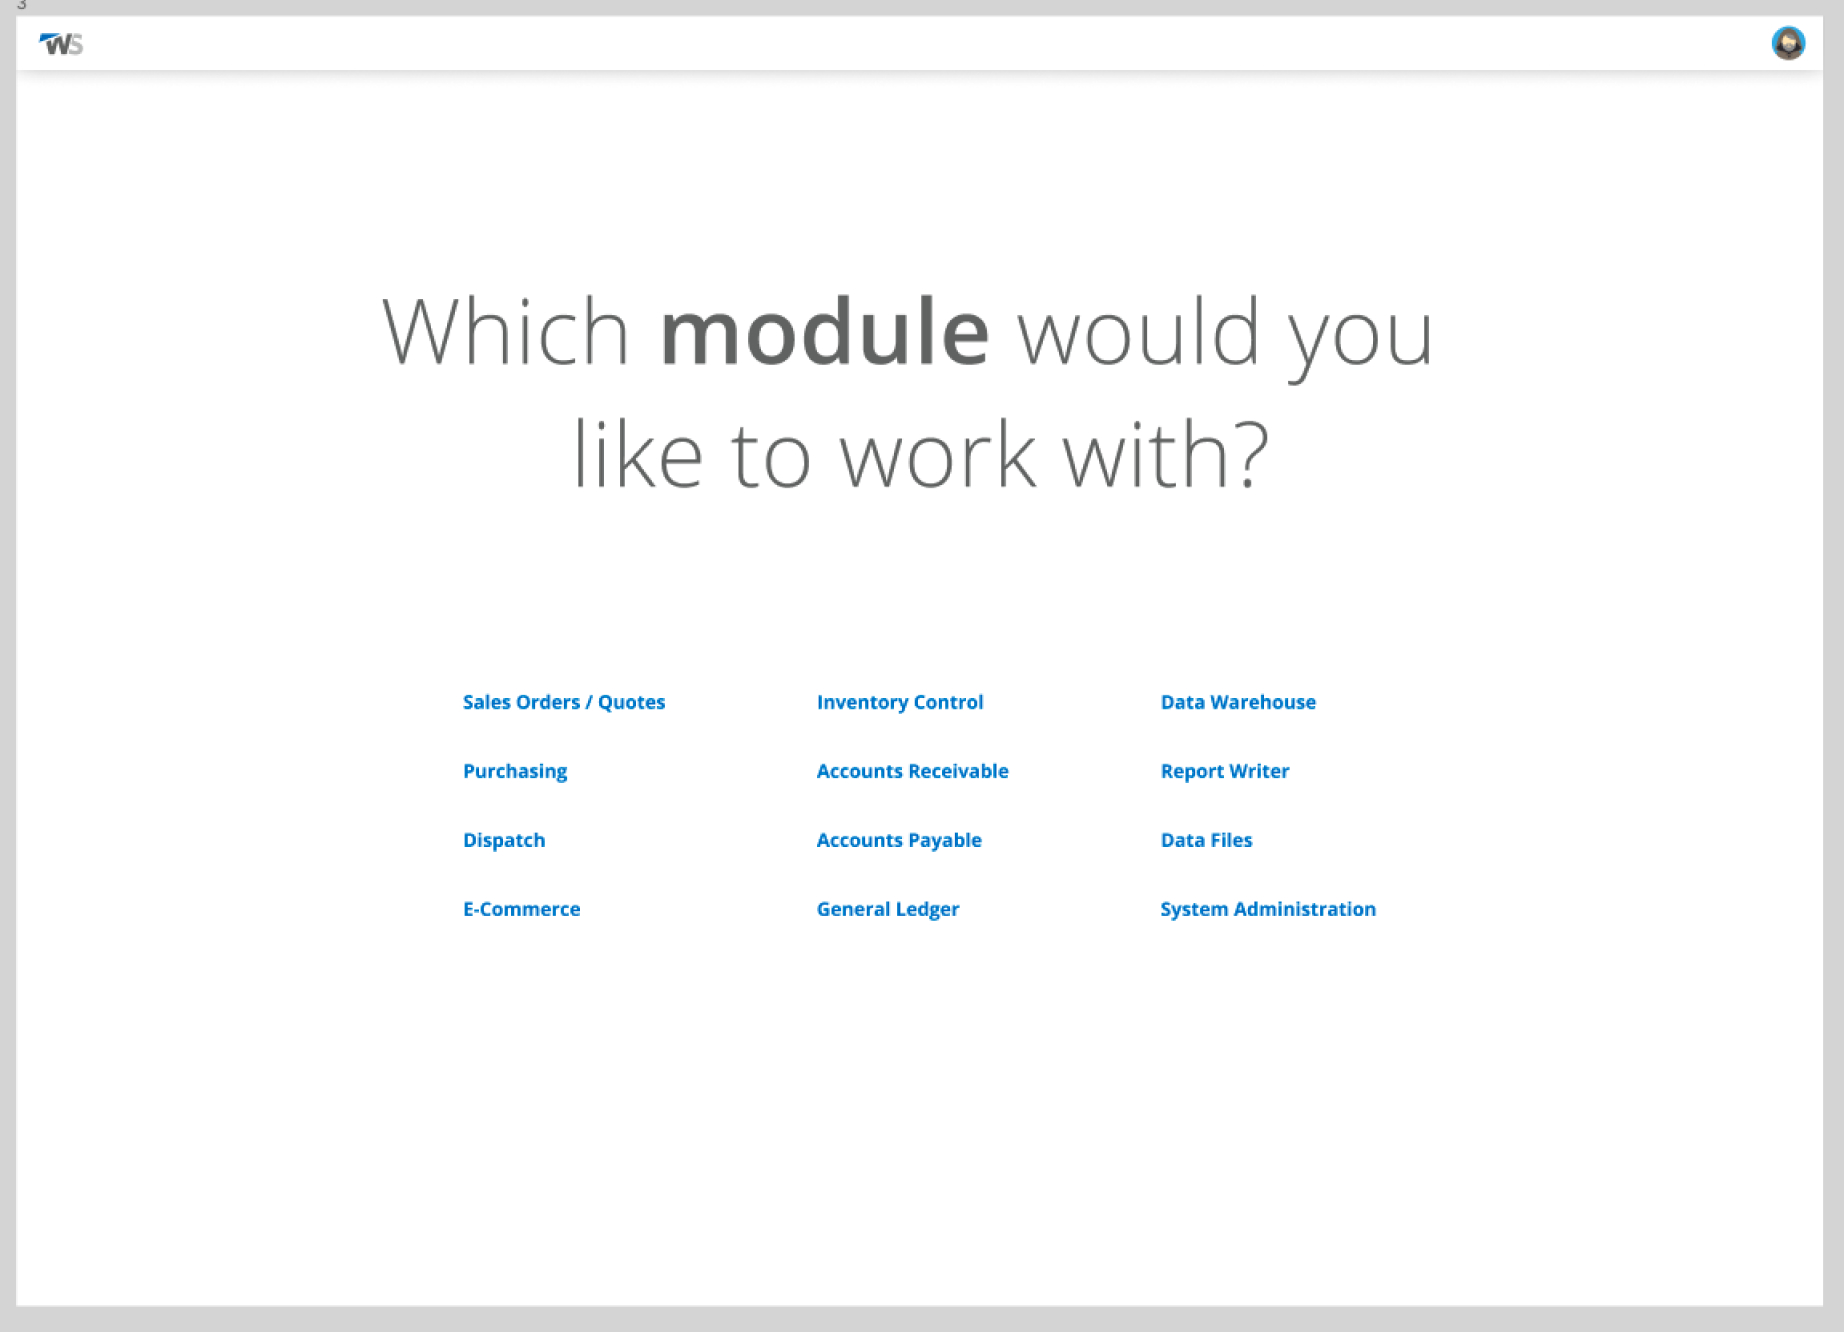 3
WS
Which module would you
like to work with?
Sales Orders / Quotes
Inventory Control
Data Warehouse
Purchasing
Accounts Receivable
Report Writer
Dispatch
Accounts Payable
Data Files
E-Commerce
General Ledger
System Administration